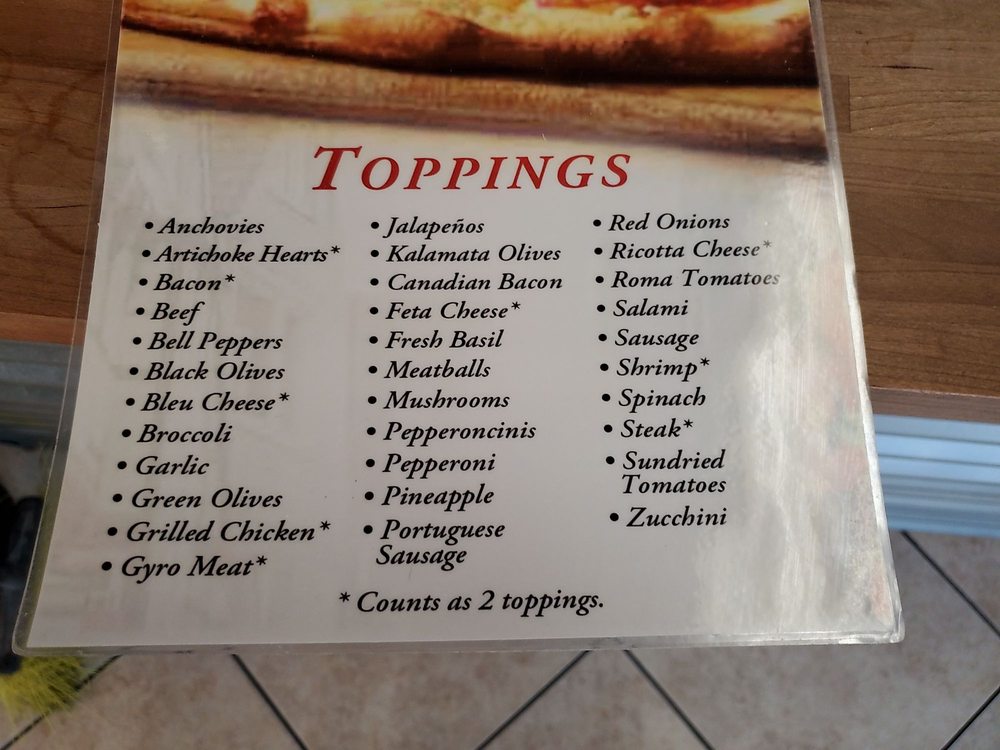 TOPPINGS
• Anchovies
• Artichoke Hearts*
• Bacon*
• Beef
• Bell Peppers
• Black Olives
• Bleu Cheese*
• Broccoli
• Garlic
• Green Olives
• Grilled Chicken*
• Gyro Meat*
• Jalapeños
• Kalamata Olives
• Canadian Bacon
• Feta Cheese*
• Fresh Basil
• Meatballs
• Mushrooms
• Pepperoncinis
• Pepperoni
• Pineapple
• Portuguese
Sausage
• Red Onions
• Ricotta Cheese*
• Roma Tomatoes
• Salami
• Sausage
• Shrimp*
• Spinach
• Steak*
• Sundried
Tomatoes
• Zucchini
* Counts as 2 toppings.